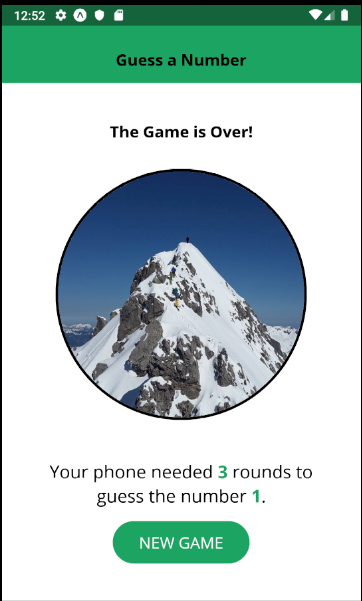 12:52
Guess a Number
The Game is Over!
Your phone needed 3 rounds to
guess the number 1.
NEW GAME